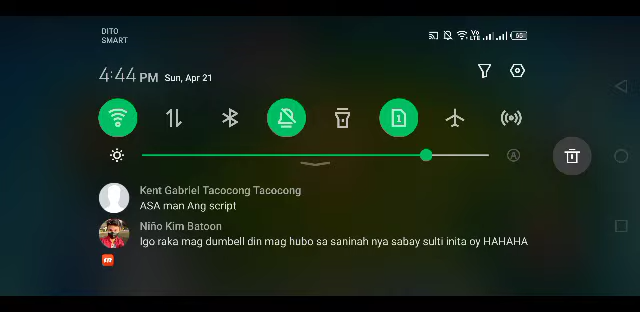 DITO
SMART
4:44 PM Sun, Apr 21
1
A
Kent Gabriel Tacocong Tacocong
ASA man Ang script
Niño Kim Batoon
Igo raka mag dumbell din mag hubo sa saninah nya sabay sulti inita oy HAHAHA